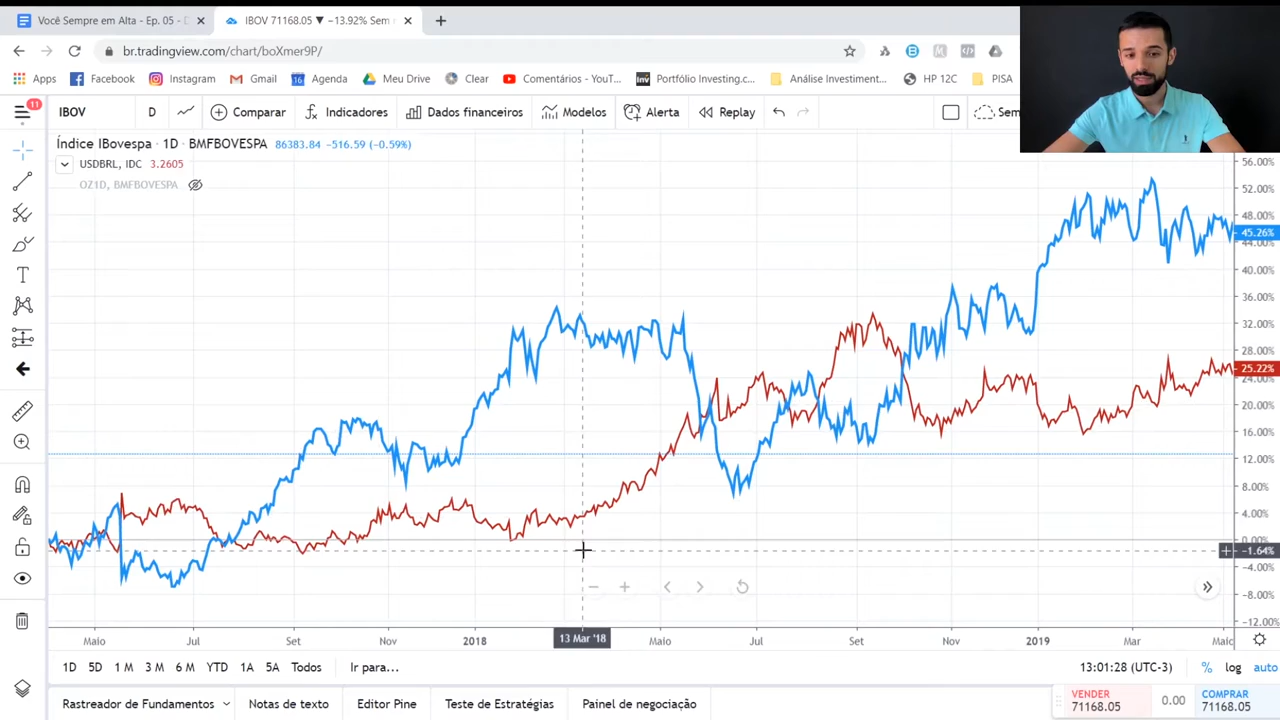 Você Sempre em Alta - Ep. 05 - D
IBOV 71168.05 ▼ −13.92% Sem n
br.tradingview.com/chart/boXmer9P/
Apps
Facebook
Instagram
Gmail
16 Agenda
Meu Drive
Clear
Comentários - YouT...
Inv Portfólio Investing.c...
Análise Investiment...
HP 12C
PISA
11
IBOV
D
Comparar
Indicadores
Dados financeiros
Modelos
Alerta
Replay
Sem
Índice IBovespa · 1D · BMFBOVESPA 86383.84 -516.59 (-0.59%)
USDBRL, IDC 3.2605
OZ1D, BMFBOVESPA
56.00%
52.00%
48.00%
45.26%
44.00%
40.00%
36.00%
32.00%
28.00%
25.22%
24.00%
20.00%
16.00%
12.00%
8.00%
4.00%
0.00%
−1.64%
−4.00%
−8.00%
−12.00%
Maio
Jul
Set
Nov
2018
13 Mar '18
Maio
Jul
Set
Nov
2019
Mar
Maio
1D 5D 1 M 3 M 6 M YTD 1A 5A Todos
Ir para...
13:01:28 (UTC-3)
% log auto
Rastreador de Fundamentos
Notas de texto
Editor Pine
Teste de Estratégias
Painel de negociação
VENDER
71168.05
0.00
COMPRAR
71168.05